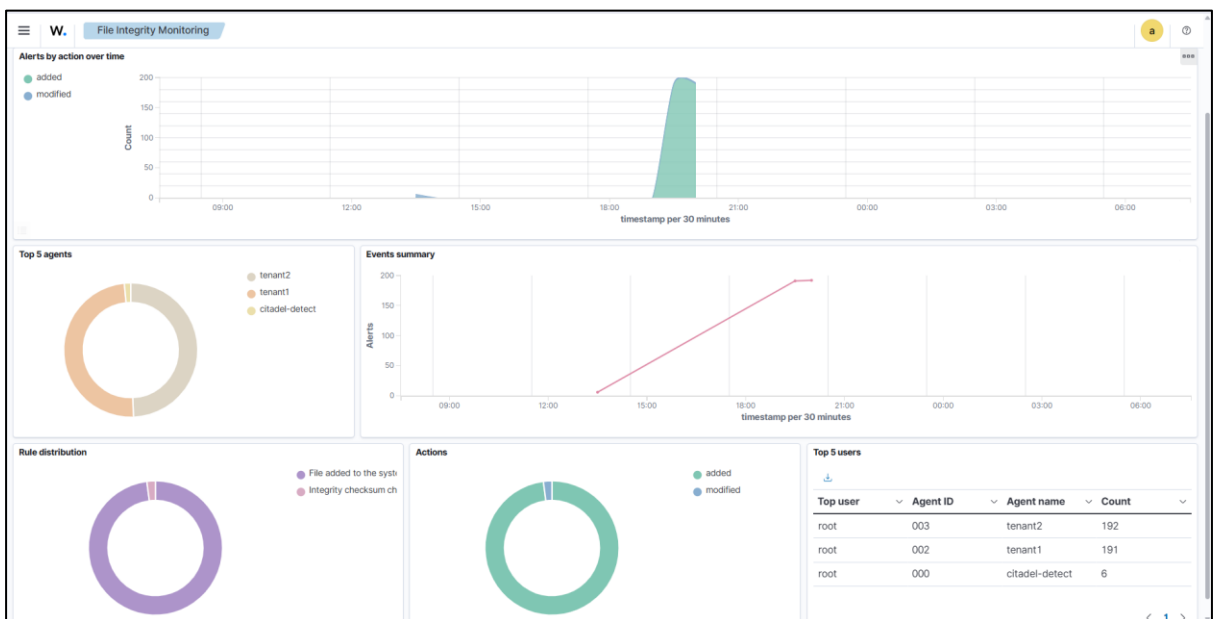 W. File Integrity Monitoring a
Alerts by action over time
added
modified
200
150
100
50
0
Count
09:00 12:00 15:00 18:00 21:00 00:00 03:00 06:00
timestamp per 30 minutes
Top 5 agents
tenant2
tenant1
citadel-detect
Events summary
200
150
100
50
0
Alerts
09:00 12:00 15:00 18:00 21:00 00:00 03:00 06:00
timestamp per 30 minutes
Rule distribution
File added to the syst
Integrity checksum ch
Actions
added
modified
Top 5 users
Top user Agent ID Agent name Count
root 003 tenant2 192
root 002 tenant1 191
root 000 citadel-detect 6
< 1 >